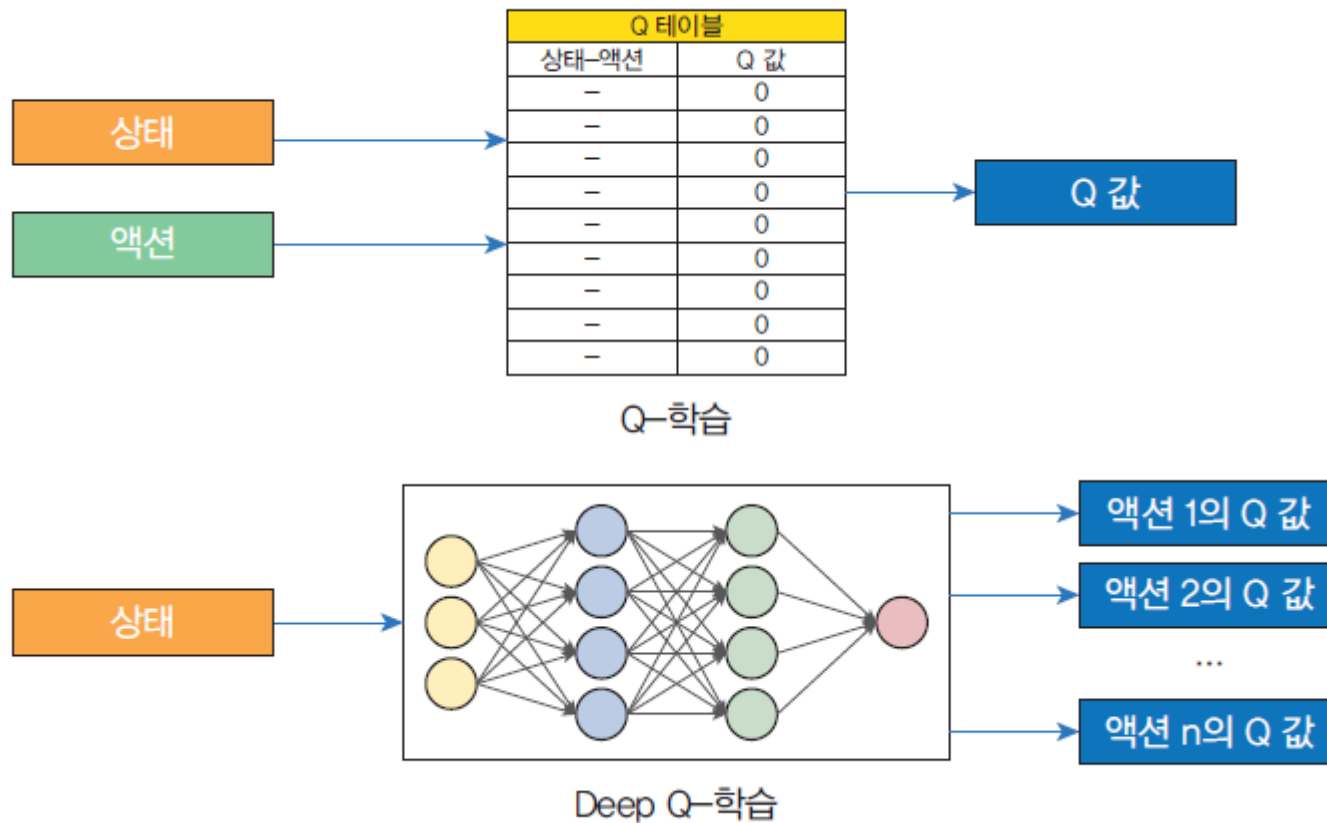 Q 테이블
상태–액션 Q 값
– 0
– 0
– 0
– 0
– 0
– 0
– 0
– 0
– 0
상태
액션
Q 값
Q–학습
상태
액션 1의 Q 값
액션 2의 Q 값
...
액션 n의 Q 값
Deep Q–학습